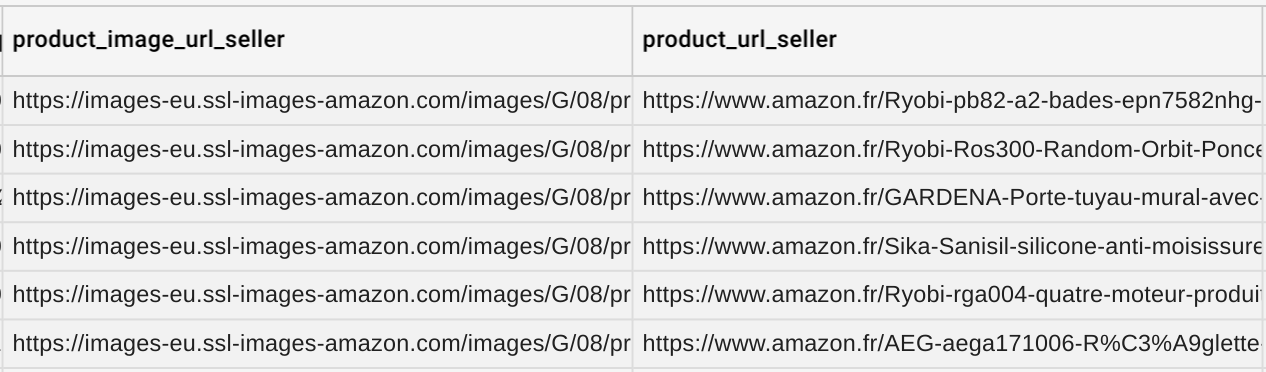 product_image_url_seller product_url_seller
https://images-eu.ssl-images-amazon.com/images/G/08/pr https://www.amazon.fr/Ryobi-pb82-a2-bades-epn7582nhg-
https://images-eu.ssl-images-amazon.com/images/G/08/pr https://www.amazon.fr/Ryobi-Ros300-Random-Orbit-Ponce
https://images-eu.ssl-images-amazon.com/images/G/08/pr https://www.amazon.fr/GARDENA-Porte-tuyau-mural-avec-
https://images-eu.ssl-images-amazon.com/images/G/08/pr https://www.amazon.fr/Sika-Sanisil-silicone-anti-moisissure
https://images-eu.ssl-images-amazon.com/images/G/08/pr https://www.amazon.fr/Ryobi-rga004-quatre-moteur-produit
https://images-eu.ssl-images-amazon.com/images/G/08/pr https://www.amazon.fr/AEG-aega171006-R%C3%A9glette-